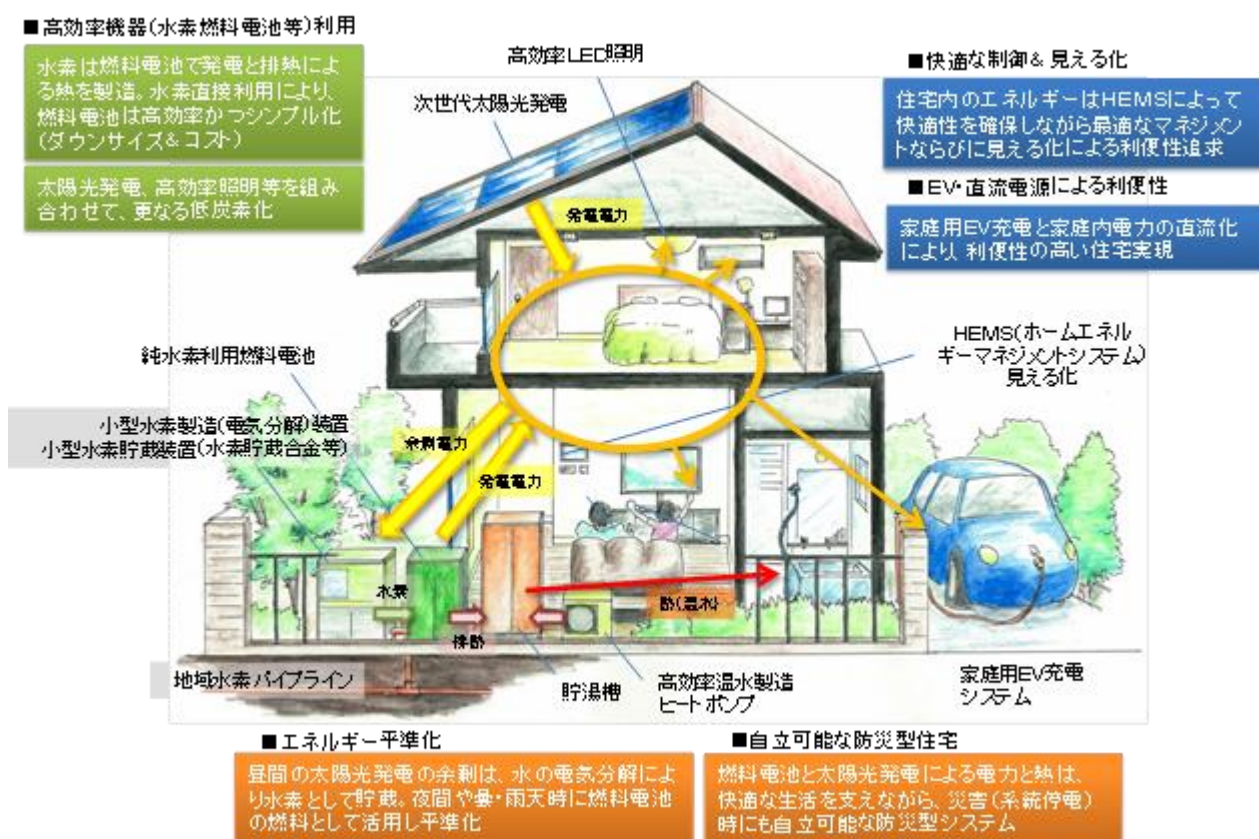 ■高効率機器(水素燃料電池等)利用
水素は燃料電池で発電と排熱によ
る熱を製造。水素直接利用により、
燃料電池は高効率かつシンプル化
(ダウンサイズ&コスト)
太陽光発電、高効率照明等を組み
合わせて、更なる低炭素化
高効率LED照明
次世代太陽光発電
■快適な制御& 見える化
住宅内のエネルギーはHEMSによって
快適性を確保しながら最適なマネジメン
トならびに見える化による利便性追求
■EV・直流電源による利便性
家庭用EV充電と家庭内電力の直流化
により、利便性の高い住宅実現
発電電力
純水素利用燃料電池
HEMS(ホームエネル
ギーマネジメントシステム)
見える化
小型水素製造(電気分解)装置
小型水素貯蔵装置(水素貯蔵合金等)
余剰電力
発電電力
水素
排熱
熱(温水)
地域水素パイプライン
貯湯槽
高効率温水製造
ヒートポンプ
家庭用EV充電
システム
■エネルギー平準化
昼間の太陽光発電の余剰は、水の電気分解によ
り水素として貯蔵。夜間や曇・雨天時に燃料電池
の燃料として活用し平準化
■自立可能な防災型住宅
燃料電池と太陽光発電による電力と熱は、
快適な生活を支えながら、災害(系統停電)
時にも自立可能な防災型システム